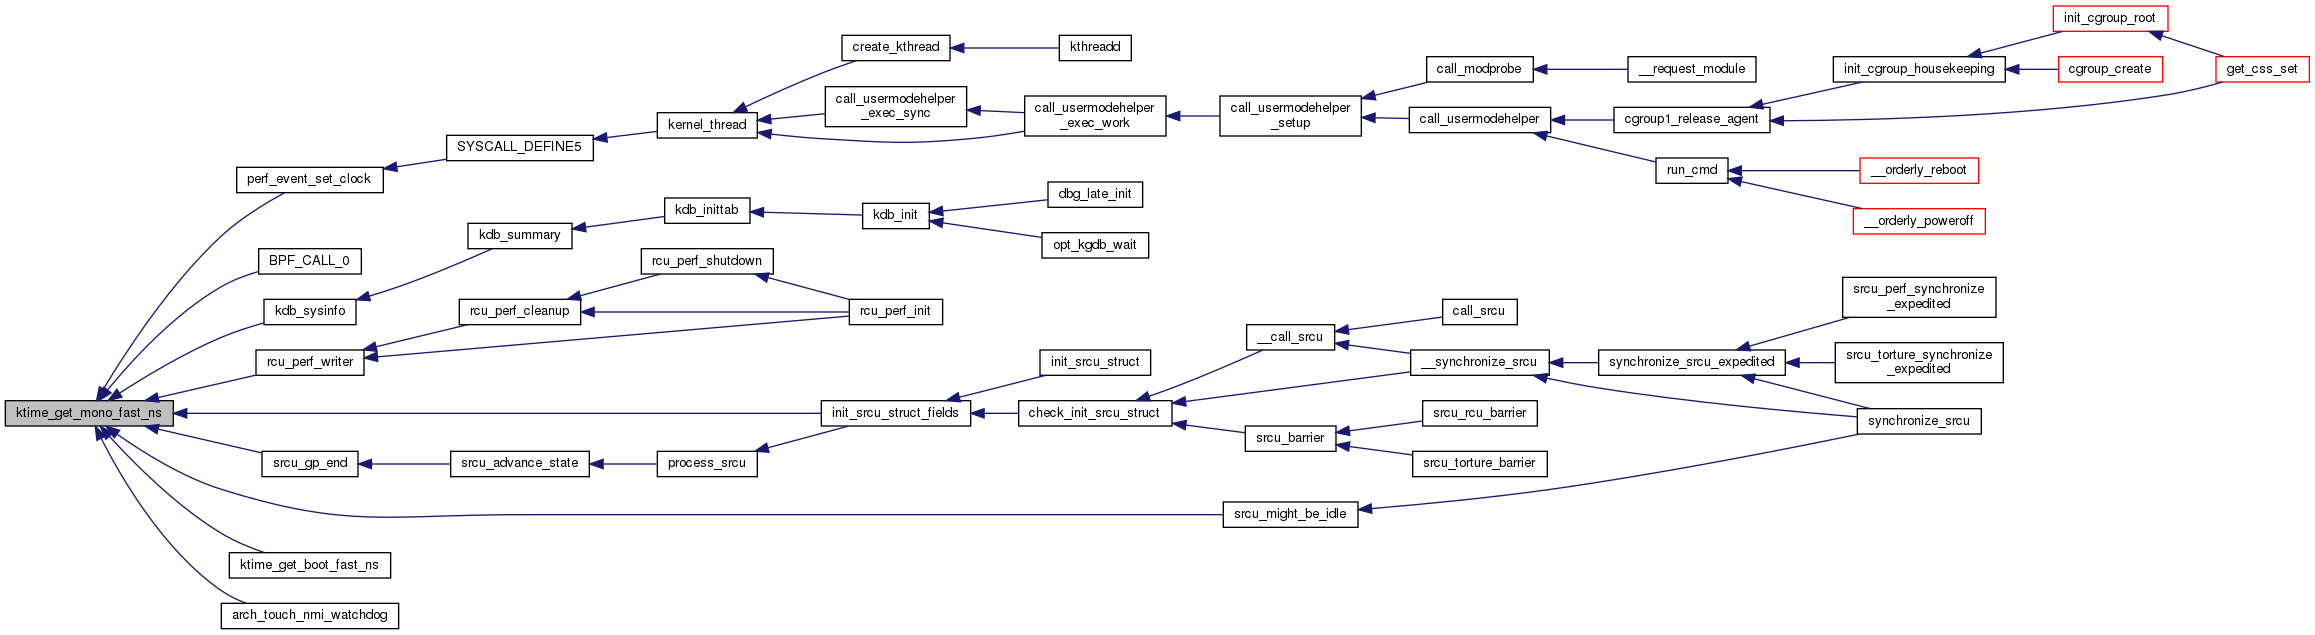 init_cgroup_root
create_kthread
kthreadd
call_modprobe
__request_module
init_cgroup_housekeeping
cgroup_create
get_css_set
call_usermodehelper
_exec_sync
call_usermodehelper
_exec_work
call_usermodehelper
_setup
kernel_thread
call_usermodehelper
cgroup1_release_agent
SYSCALL_DEFINE5
perf_event_set_clock
run_cmd
__orderly_reboot
__orderly_poweroff
dbg_late_init
kdb_inittab
kdb_init
kdb_summary
opt_kgdb_wait
BPF_CALL_0
rcu_perf_shutdown
kdb_sysinfo
rcu_perf_cleanup
rcu_perf_init
srcu_perf_synchronize
_expedited
call_srcu
__call_srcu
rcu_perf_writer
init_srcu_struct
__synchronize_srcu
synchronize_srcu_expedited
srcu_torture_synchronize
_expedited
ktime_get_mono_fast_ns
init_srcu_struct_fields
check_init_srcu_struct
srcu_rcu_barrier
synchronize_srcu
srcu_barrier
srcu_gp_end
srcu_advance_state
process_srcu
srcu_torture_barrier
srcu_might_be_idle
ktime_get_boot_fast_ns
arch_touch_nmi_watchdog